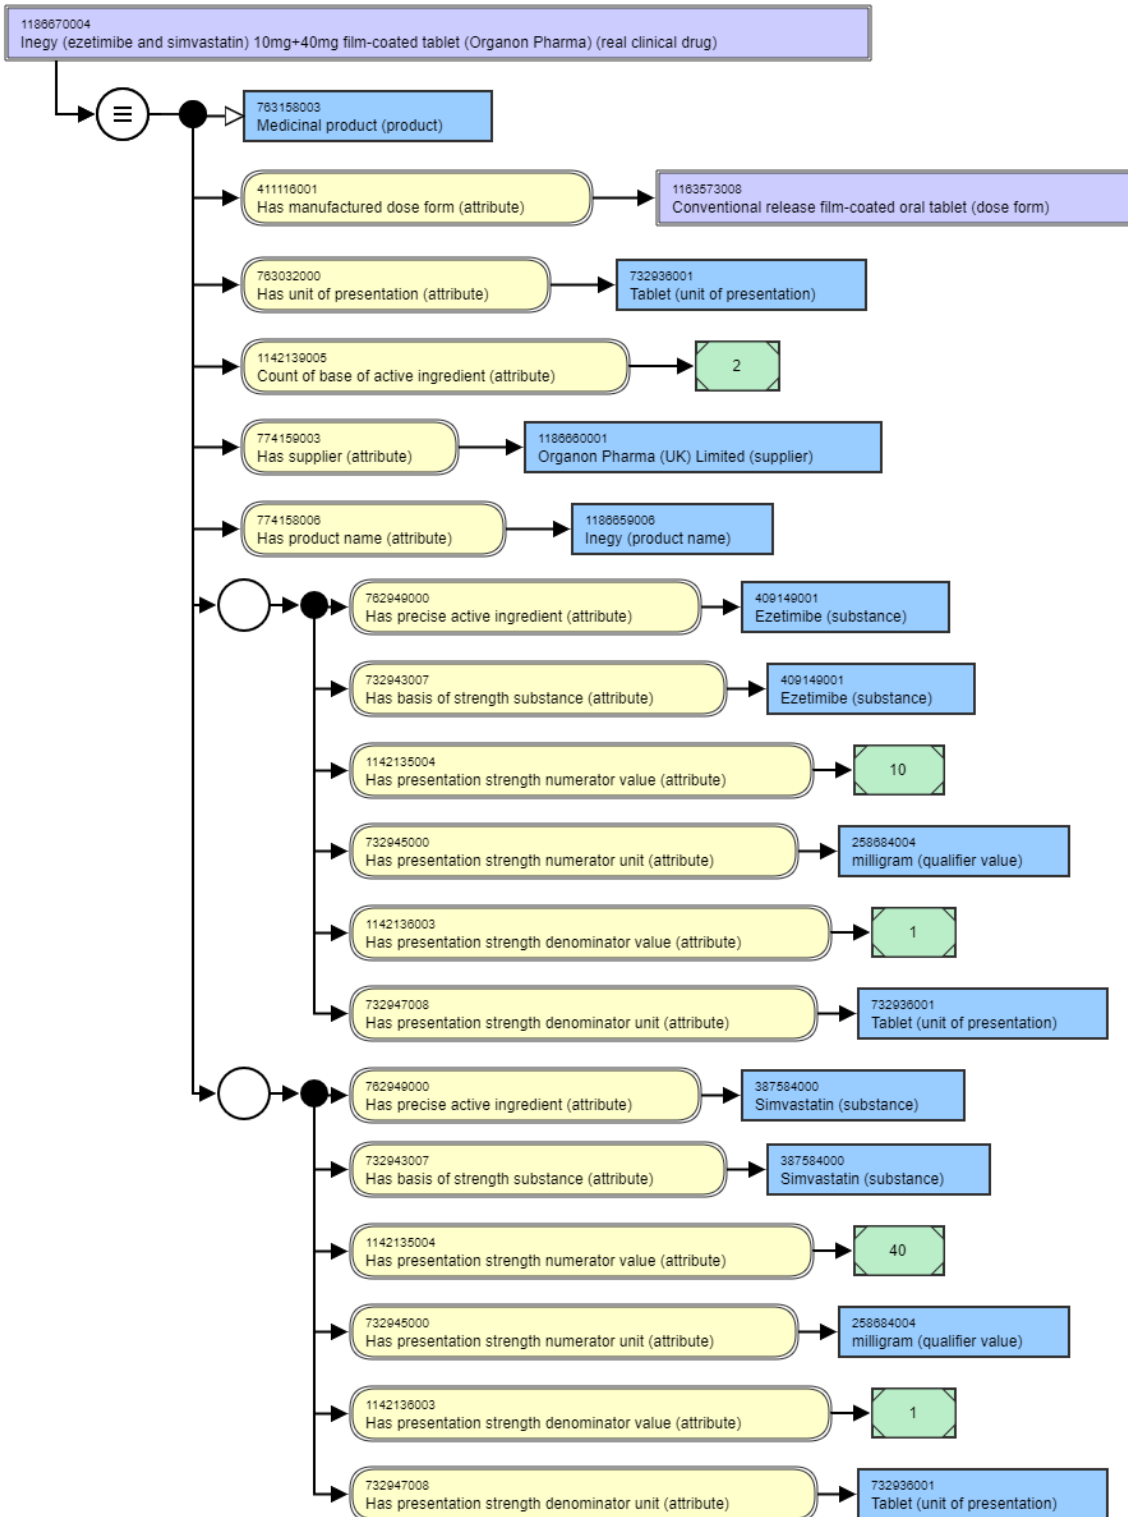 1186670004
Inegy (ezetimibe and simvastatin) 10mg+40mg film-coated tablet (Organon Pharma) (real clinical drug)
763158003
Medicinal product (product)
411116001
Has manufactured dose form (attribute)
1163573008
Conventional release film-coated oral tablet (dose form)
763032000
Has unit of presentation (attribute)
732936001
Tablet (unit of presentation)
1142139005
Count of base of active ingredient (attribute)
2
774159003
Has supplier (attribute)
1186660001
Organon Pharma (UK) Limited (supplier)
774158006
Has product name (attribute)
1186659006
Inegy (product name)
762949000
Has precise active ingredient (attribute)
409149001
Ezetimibe (substance)
732943007
Has basis of strength substance (attribute)
409149001
Ezetimibe (substance)
1142135004
Has presentation strength numerator value (attribute)
10
732945000
Has presentation strength numerator unit (attribute)
258684004
milligram (qualifier value)
1142136003
Has presentation strength denominator value (attribute)
1
732947008
Has presentation strength denominator unit (attribute)
732936001
Tablet (unit of presentation)
762949000
Has precise active ingredient (attribute)
387584000
Simvastatin (substance)
732943007
Has basis of strength substance (attribute)
387584000
Simvastatin (substance)
1142135004
Has presentation strength numerator value (attribute)
40
732945000
Has presentation strength numerator unit (attribute)
258684004
milligram (qualifier value)
1142136003
Has presentation strength denominator value (attribute)
1
732947008
Has presentation strength denominator unit (attribute)
732936001
Tablet (unit of presentation)